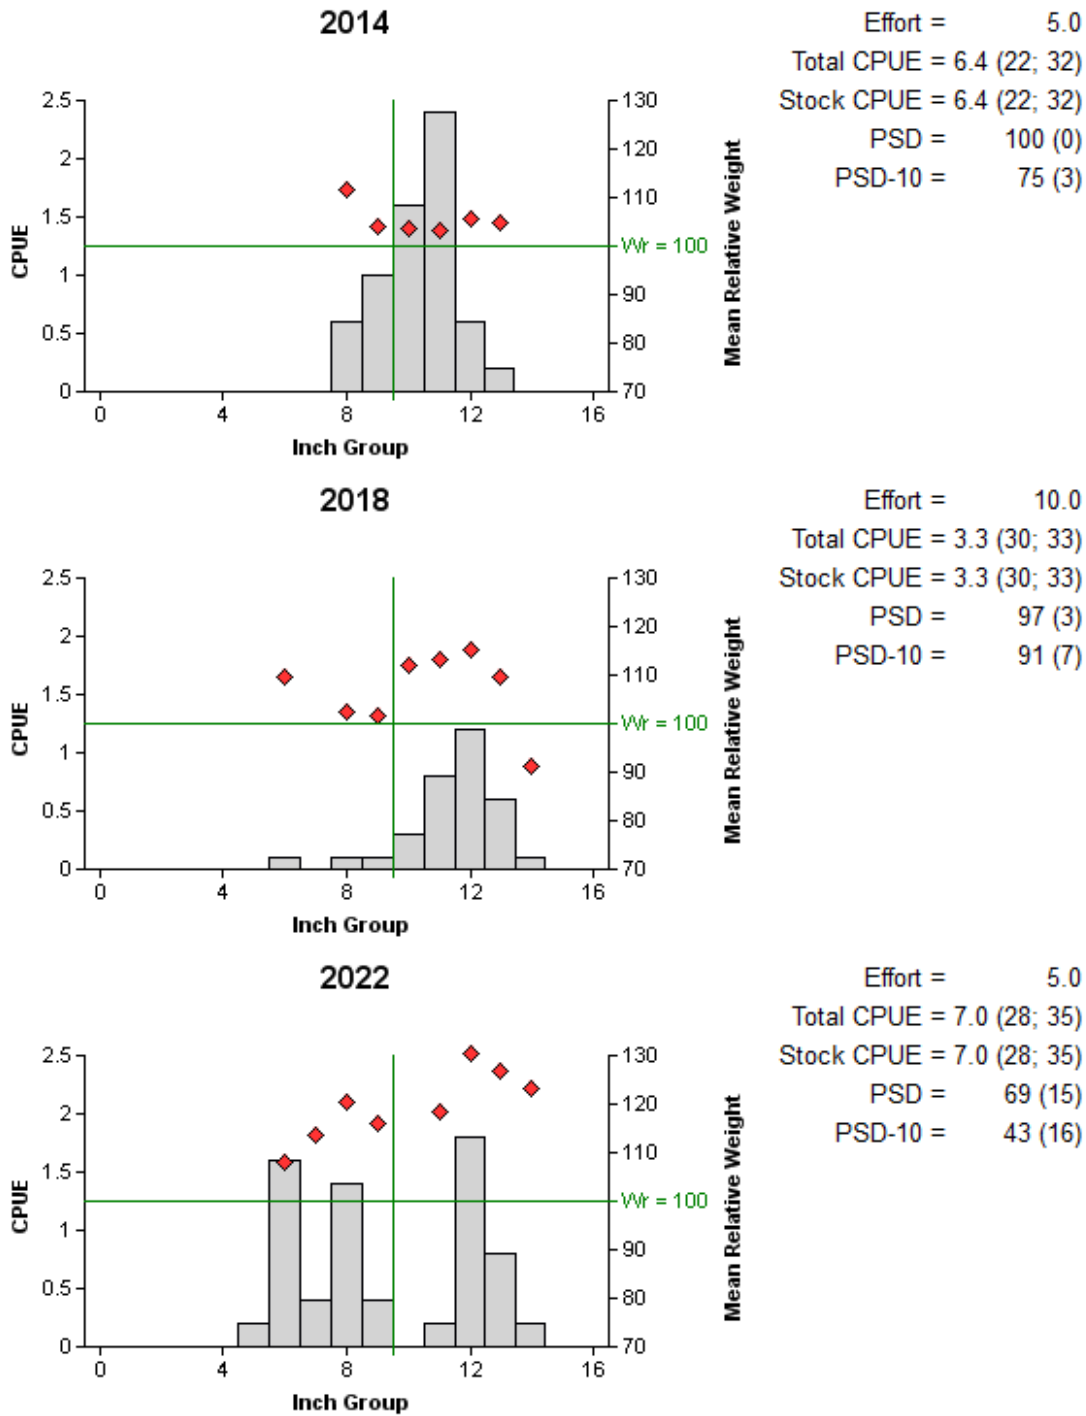 2014
Effort = 5.0
Total CPUE = 6.4 (22; 32)
Stock CPUE = 6.4 (22; 32)
PSD = 100 (0)
PSD-10 = 75 (3)
CPUE
2.5
2
1.5
1
0.5
0
130
120
110
Wr = 100
90
80
70
Mean Relative Weight
0 4 8 12 16
Inch Group
2018
Effort = 10.0
Total CPUE = 3.3 (30; 33)
Stock CPUE = 3.3 (30; 33)
PSD = 97 (3)
PSD-10 = 91 (7)
CPUE
2.5
2
1.5
1
0.5
0
130
120
110
Wr = 100
90
80
70
Mean Relative Weight
0 4 8 12 16
Inch Group
2022
Effort = 5.0
Total CPUE = 7.0 (28; 35)
Stock CPUE = 7.0 (28; 35)
PSD = 69 (15)
PSD-10 = 43 (16)
CPUE
2.5
2
1.5
1
0.5
0
130
120
110
Wr = 100
90
80
70
Mean Relative Weight
0 4 8 12 16
Inch Group